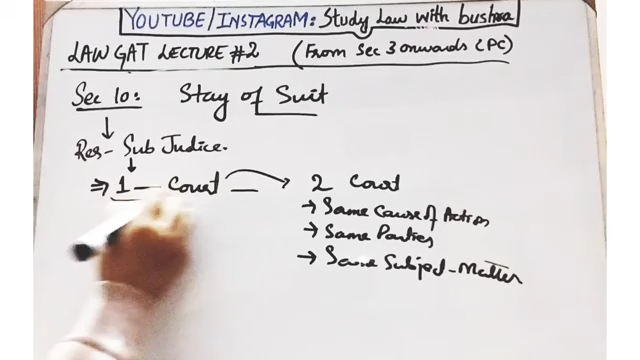 YOUTUBE/INSTAGRAM: Study Law with bushra
LAW GAT LECTURE #2 (From Sec 3 onwards CPC)
Sec 10: Stay of Suit
Res- Sub Judice.
⇒ 1 — Court — 2 Court
→ Same Cause of Action
→ Same Parties
→ Same Subject-Matter